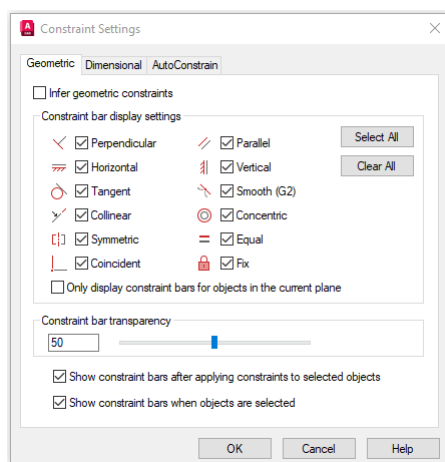 Constraint Settings
Geometric Dimensional AutoConstrain
Infer geometric constraints
Constraint bar display settings
Perpendicular Parallel Select All
Horizontal Vertical Clear All
Tangent Smooth (G2)
Collinear Concentric
Symmetric Equal
Coincident Fix
Only display constraint bars for objects in the current plane
Constraint bar transparency
50
Show constraint bars after applying constraints to selected objects
Show constraint bars when objects are selected
OK Cancel Help